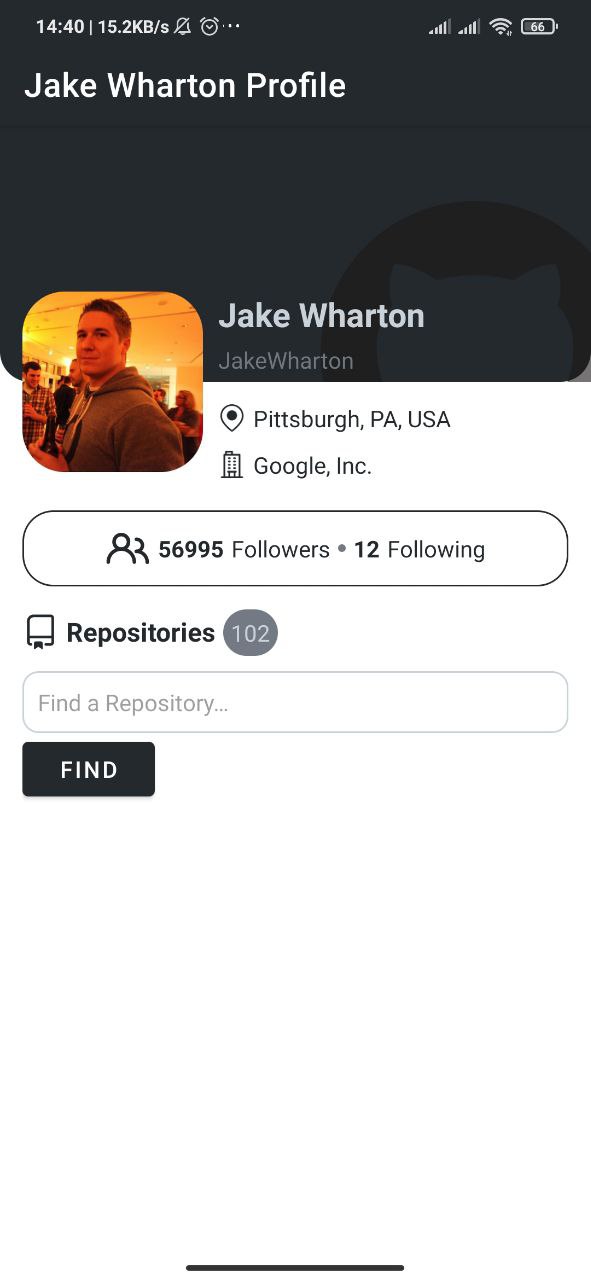 14:40 | 15.2KB/s 66
Jake Wharton Profile
Jake Wharton
JakeWharton
Pittsburgh, PA, USA
Google, Inc.
56995 Followers • 12 Following
Repositories 102
Find a Repository...
FIND